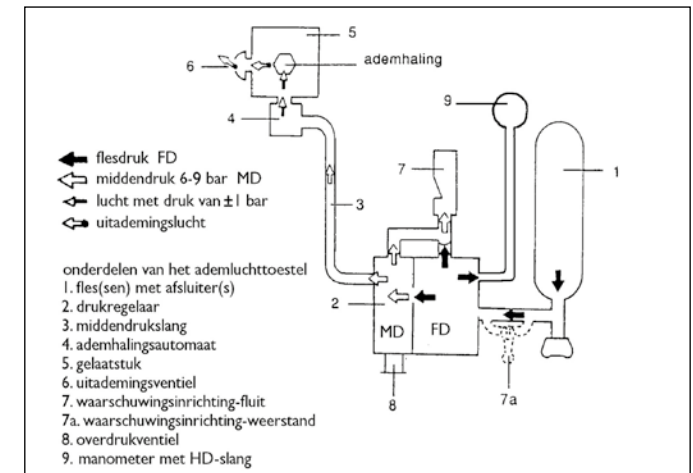 5
6
ademhaling
4
9
7
1
flesdruk FD
middendruk 6-9 bar MD
lucht met druk van ±1 bar
uitademingslucht
3
2
MD
FD
8
7a
onderdelen van het ademluchttoestel
1. fles(sen) met afsluiter(s)
2. drukregelaar
3. middendrukslang
4. ademhalingsautomaat
5. gelaatstuk
6. uitademingsventiel
7. waarschuwingsinrichting-fluit
7a. waarschuwingsinrichting-weerstand
8. overdrukventiel
9. manometer met HD-slang